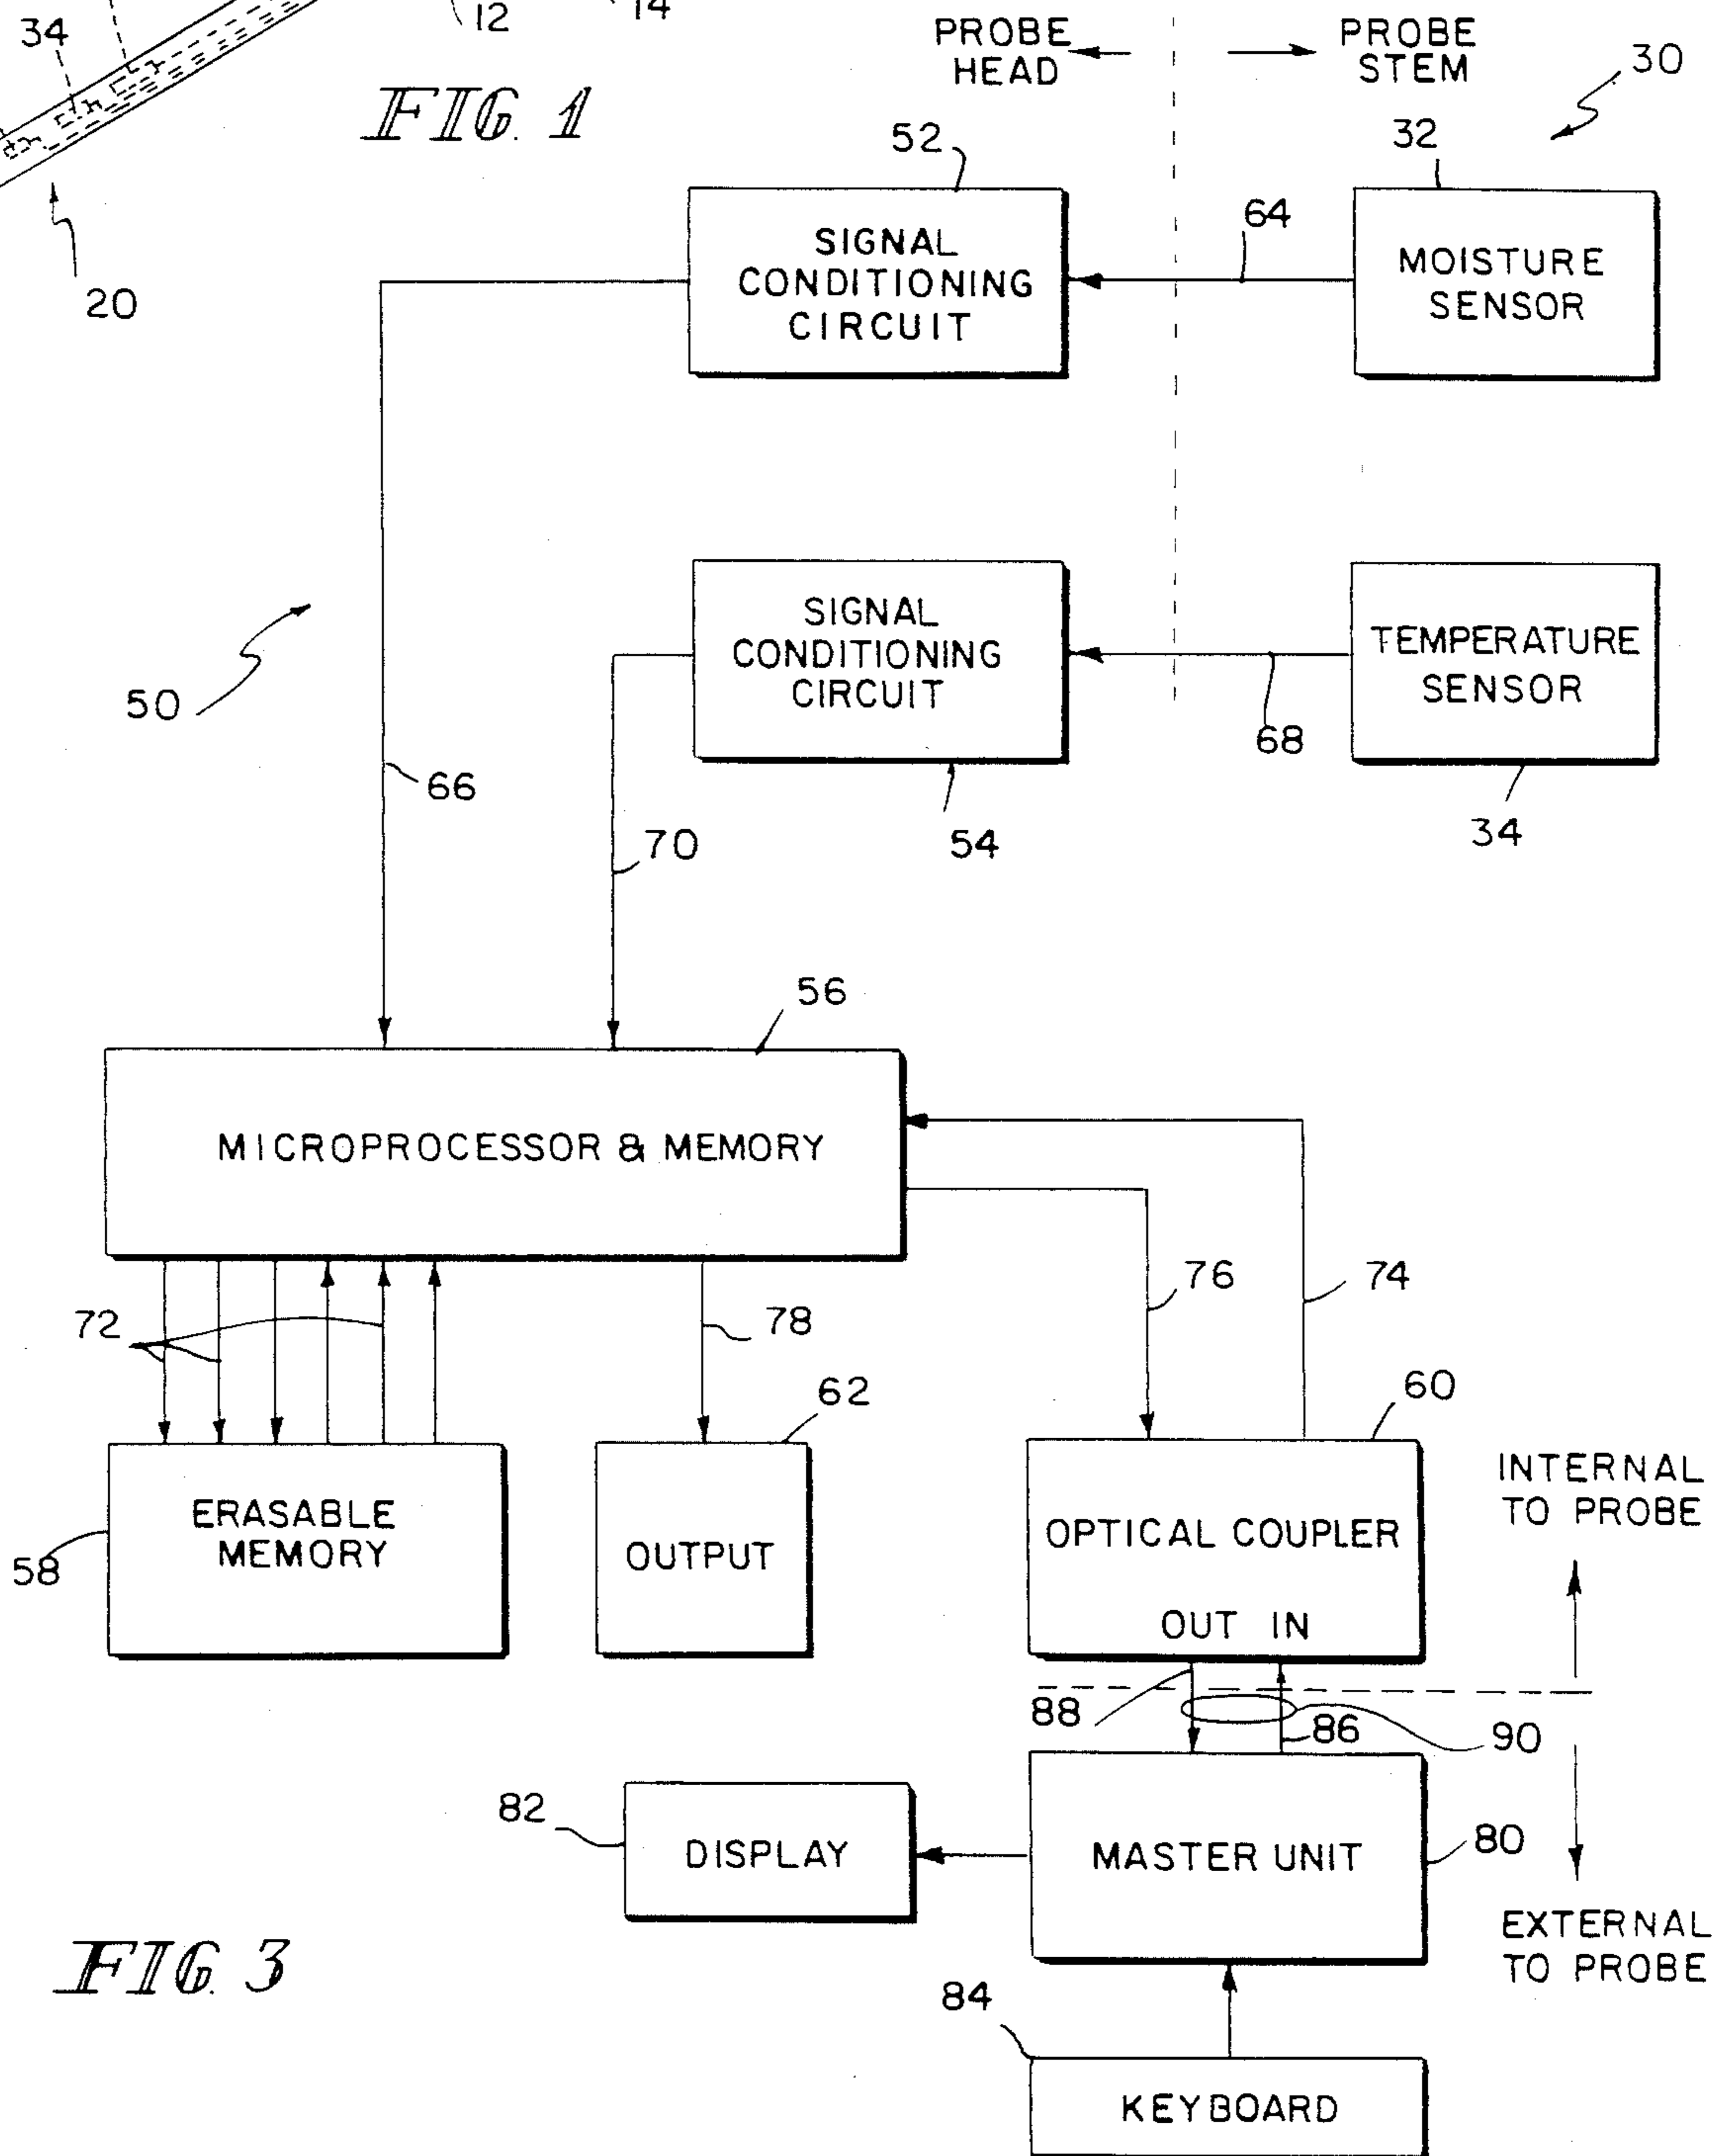 12
14
34
20
FIG. 1
PROBE
HEAD
PROBE
STEM
30
52
32
SIGNAL
CONDITIONING
CIRCUIT
64
MOISTURE
SENSOR
50
66
SIGNAL
CONDITIONING
CIRCUIT
68
TEMPERATURE
SENSOR
70
54
34
56
MICROPROCESSOR & MEMORY
72
78
76
74
58
ERASABLE
MEMORY
62
OUTPUT
60
OPTICAL COUPLER
OUT IN
INTERNAL
TO PROBE
88
86
90
82
DISPLAY
MASTER UNIT
80
EXTERNAL
TO PROBE
84
KEYBOARD
FIG. 3